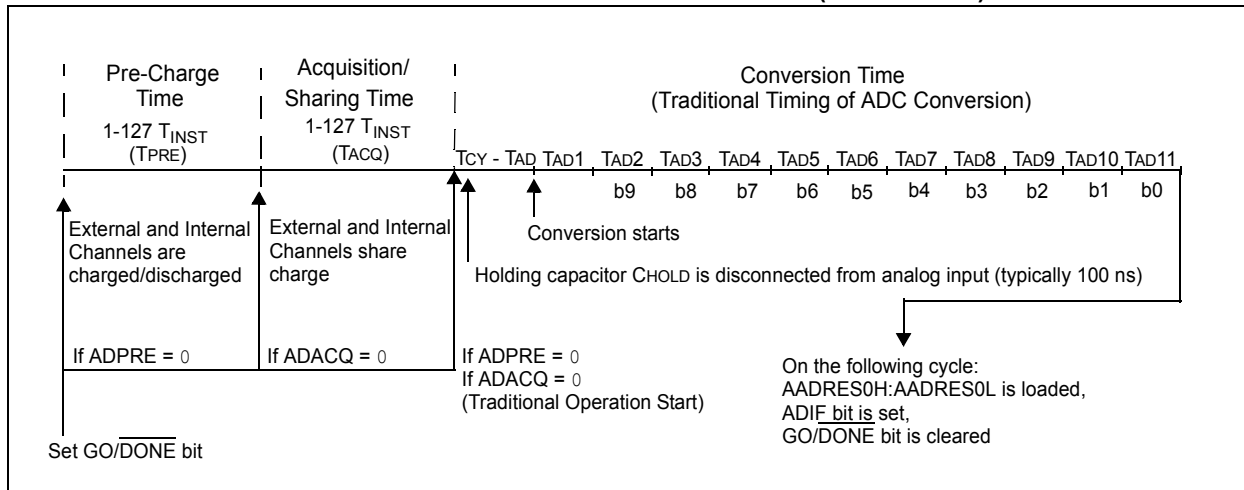 Pre-Charge
Time
1-127 TINST
(TPRE)
Acquisition/
Sharing Time
1-127 TINST
(TACQ)
Conversion Time
(Traditional Timing of ADC Conversion)
TCY - TAD TAD1 TAD2 TAD3 TAD4 TAD5 TAD6 TAD7 TAD8 TAD9 TAD10 TAD11
b9 b8 b7 b6 b5 b4 b3 b2 b1 b0
External and Internal
Channels are
charged/discharged
External and Internal
Channels share
charge
Conversion starts
Holding capacitor CHOLD is disconnected from analog input (typically 100 ns)
If ADPRE = 0
If ADACQ = 0
If ADPRE = 0
If ADACQ = 0
(Traditional Operation Start)
On the following cycle:
AADRES0H:AADRES0L is loaded,
ADIF bit is set,
GO/DONE bit is cleared
Set GO/DONE bit